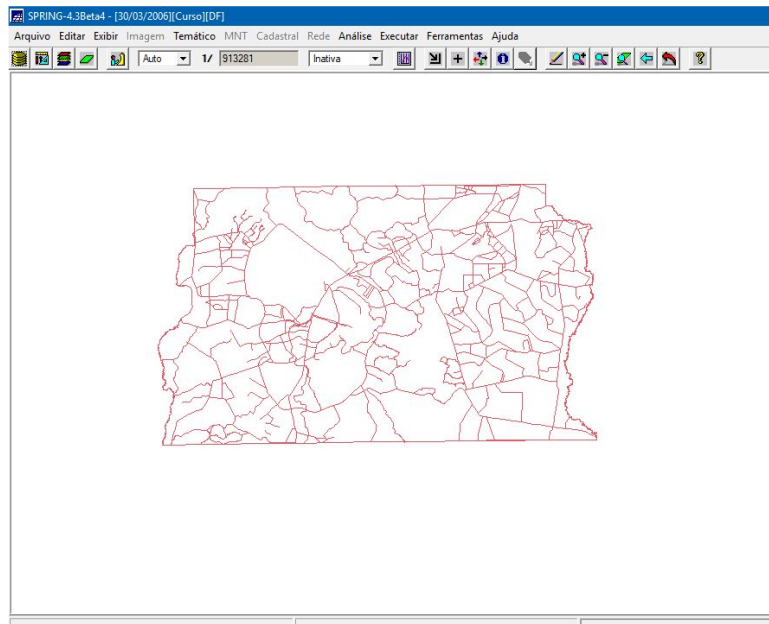 SPRING-4.3Beta4 - [30/03/2006][Curso][DF]
Arquivo Editar Exibir Imagem Temático MNT Cadastral Rede Análise Executar Ferramentas Ajuda
Auto 1/ 913281 Inativa